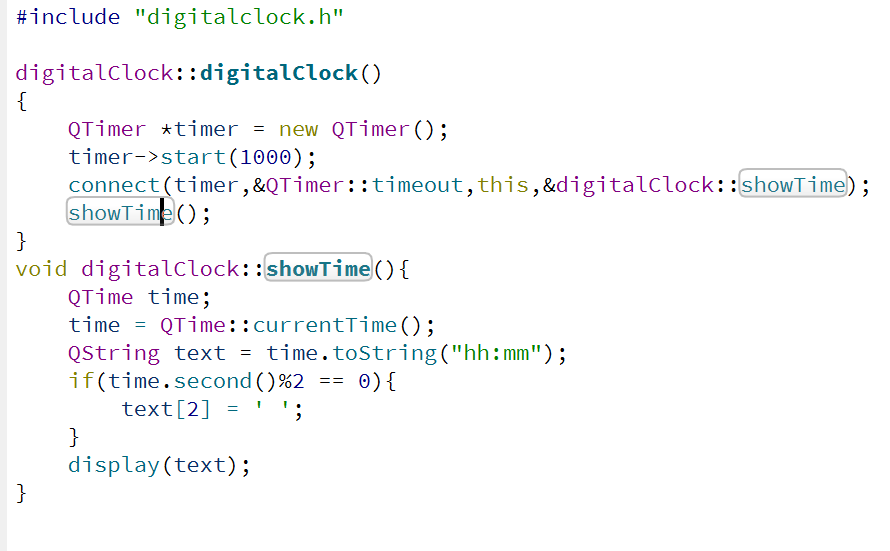 #include "digitalclock.h"
digitalClock::digitalClock()
{
QTimer *timer = new QTimer();
timer->start(1000);
connect(timer,&QTimer::timeout,this,&digitalClock::showTime);
showTime();
}
void digitalClock::showTime(){
QTime time;
time = QTime::currentTime();
QString text = time.toString("hh:mm");
if(time.second()%2 == 0){
text[2] = ' ';
}
display(text);
}